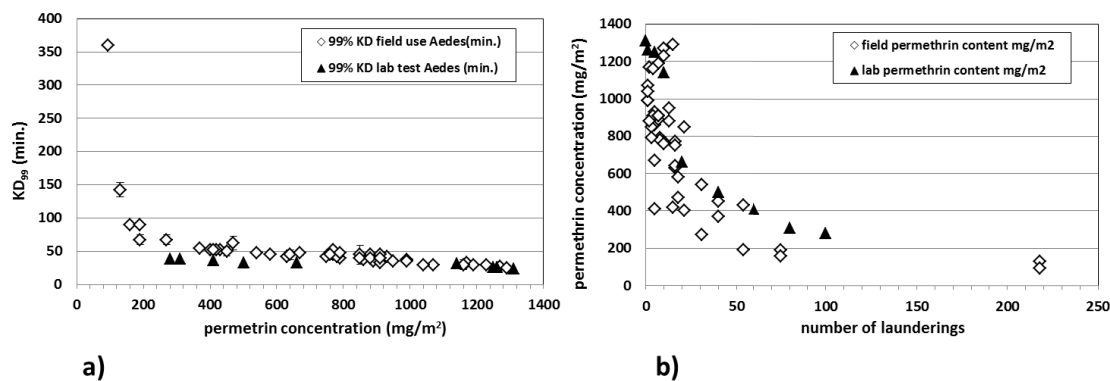 400
350
300
250
200
150
100
50
0
KD99 (min.)
99% KD field use Aedes(min.)
99% KD lab test Aedes (min.)
0 200 400 600 800 1000 1200 1400
permetrin concentration (mg/m²)
a)
1400
1200
1000
800
600
400
200
0
permethrin concentration (mg/m²)
field permethrin content mg/m2
lab permethrin content mg/m2
0 50 100 150 200 250
number of launderings
b)